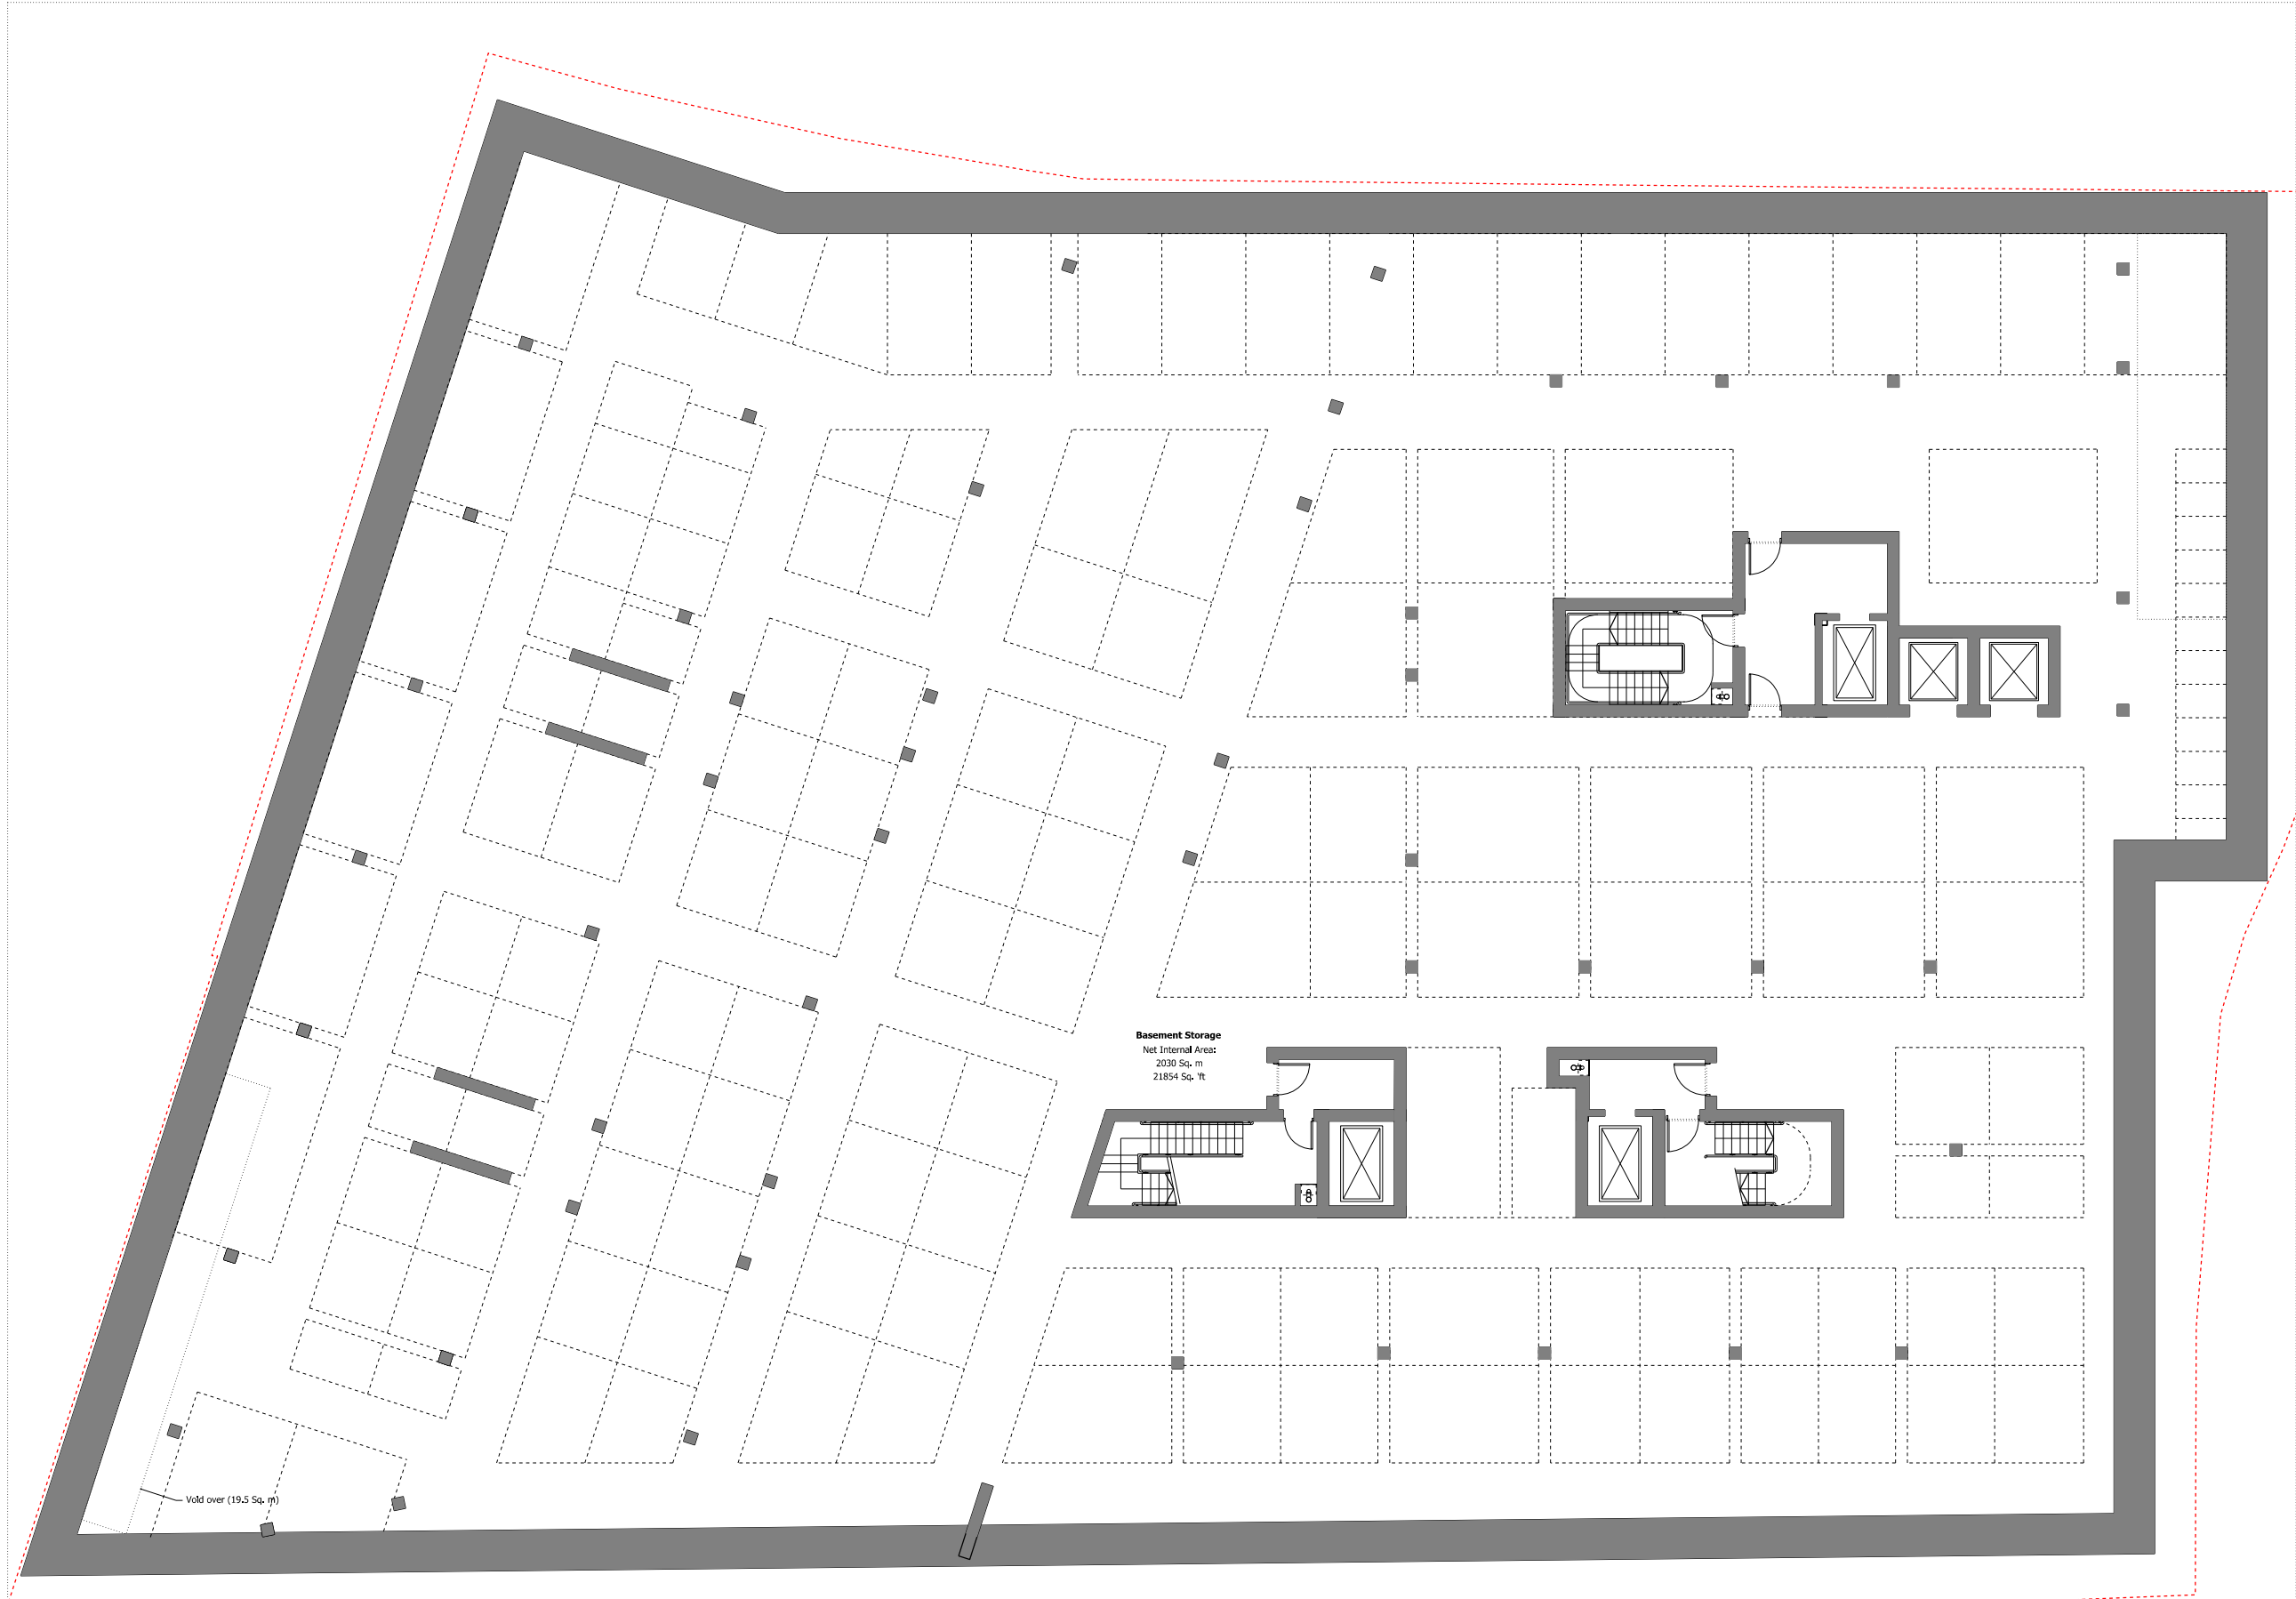 Basement Storage
Net Internal Area:
2030 Sq. m
21854 Sq. 'ft
Void over (19.5 Sq. m)